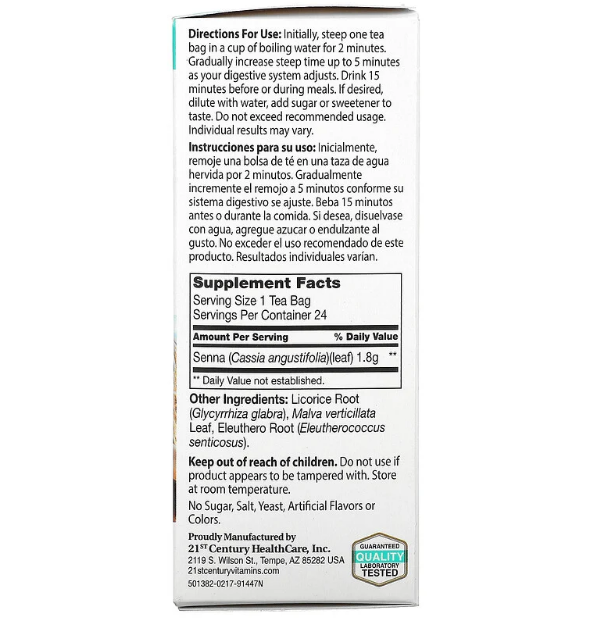 Directions For Use: Initially, steep one tea
bag in a cup of boiling water for 2 minutes.
Gradually increase steep time up to 5 minutes
as your digestive system adjusts. Drink 15
minutes before or during meals. If desired,
dilute with water, add sugar or sweetener to
taste. Do not exceed recommended usage.
Individual results may vary.
Instrucciones para su uso: Inicialmente,
remoje una bolsa de té en una taza de agua
hervida por 2 minutos. Gradualmente
incremente el remojo a 5 minutos conforme su
sistema digestivo se ajuste. Beba 15 minutos
antes o durante la comida. Si desea, disuelvase
con agua, agregue azucar o endulzante al
gusto. No exceder el uso recomendado de este
producto. Resultados individuales varían.
Supplement Facts
Serving Size 1 Tea Bag
Servings Per Container 24
Amount Per Serving % Daily Value
Senna (Cassia angustifolia)(leaf) 1.8g **
** Daily Value not established.
Other Ingredients: Licorice Root
(Glycyrrhiza glabra), Malva verticillata
Leaf, Eleuthero Root (Eleutherococcus
senticosus).
Keep out of reach of children. Do not use if
product appears to be tampered with. Store
at room temperature.
No Sugar, Salt, Yeast, Artificial Flavors or
Colors.
Proudly Manufactured by
21ST Century HealthCare, Inc.
2119 S. Wilson St., Tempe, AZ 85282 USA
21stcenturyvitamins.com
501382-0217-91447N
GUARANTEED
QUALITY
LABORATORY
TESTED